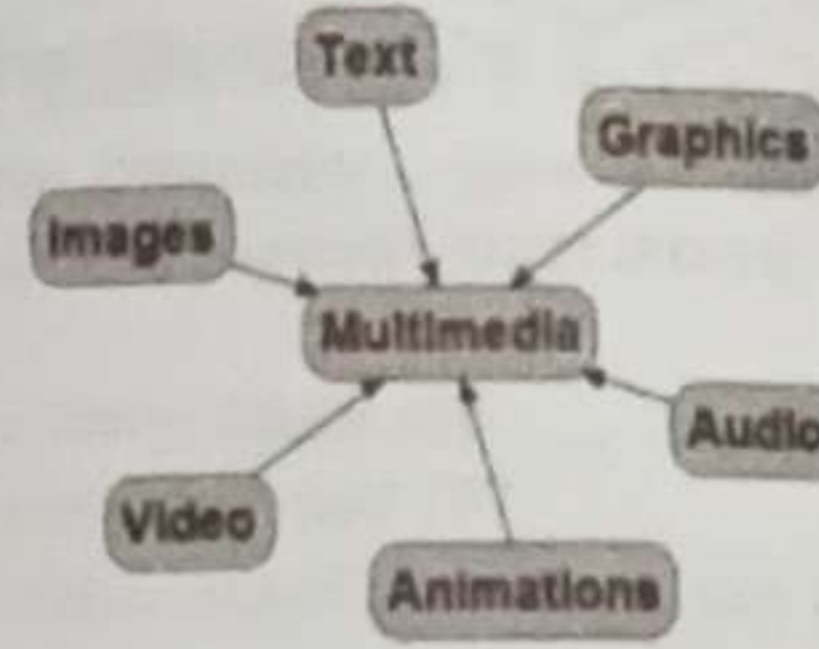 Text
Graphics
Images
Multimedia
Audio
Video
Animations